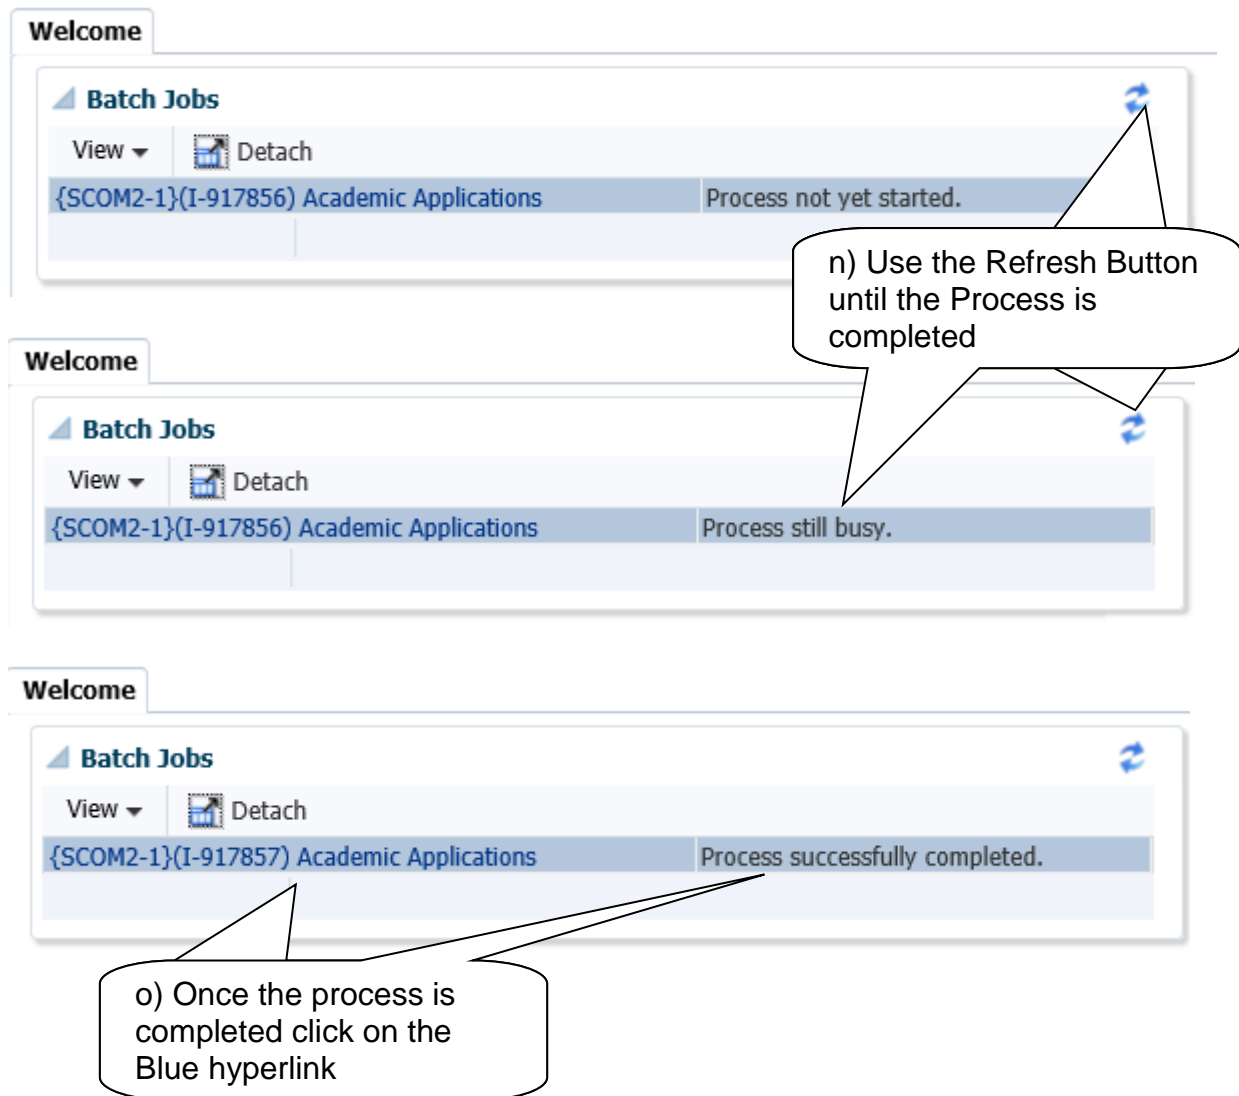 Welcome
Batch Jobs
View Detach
{SCOM2-1}(I-917856) Academic Applications Process not yet started.
n) Use the Refresh Button
until the Process is
completed
Welcome
Batch Jobs
View Detach
{SCOM2-1}(I-917856) Academic Applications Process still busy.
Welcome
Batch Jobs
View Detach
{SCOM2-1}(I-917857) Academic Applications Process successfully completed.
o) Once the process is
completed click on the
Blue hyperlink